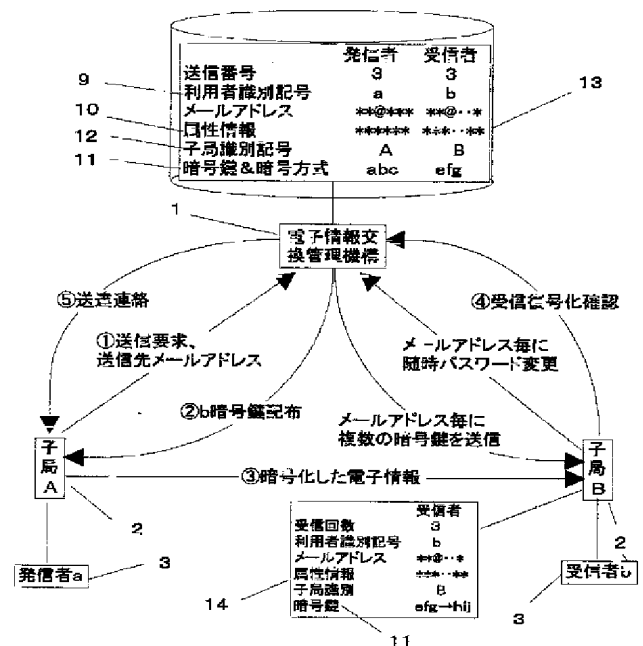 発信者 受信者
送信番号 3 3
利用者識別記号 a b
メールアドレス **@*** **@··*
属性情報 ****** ***··**
子局識別記号 A B
暗号鍵&暗号方式 abc efg
9
10
12
11
13
1
電子情報交
換管理機構
⑤送達連絡
①送信要求、
送信先メールアドレス
②b暗号鍵配布
④受信復号化確認
メールアドレス毎に
随時パスワード変更
メールアドレス毎に
複数の暗号鍵を送信
子局A
③暗号化した電子情報
子局B
2
3
発信者a
受信者
受信回数 3
利用者識別記号 b
メールアドレス **@··*
属性情報 ***··**
子局識別 B
暗号鍵 efg→hij
14
11
2
受信者b
3